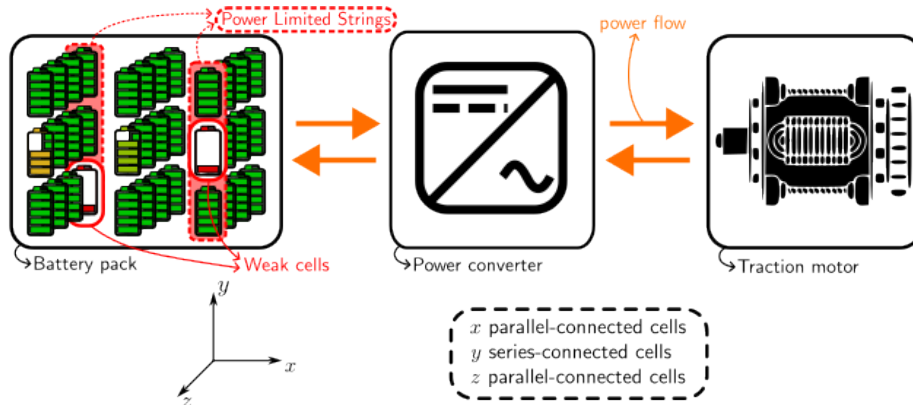 Power Limited Strings
power flow
Battery pack
Weak cells
Power converter
Traction motor
y
x
z
x parallel-connected cells
y series-connected cells
z parallel-connected cells